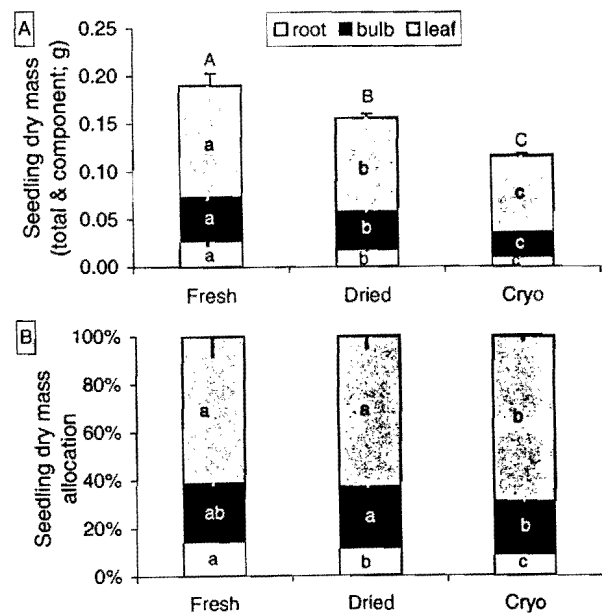 A
□ root ■ bulb □ leaf
Seedling dry mass
(total & component; g)
0.25
0.20
0.15
0.10
0.05
0.00
A
B
C
a
b
c
a
b
c
a
b
c
Fresh
Dried
Cryo
B
Seedling dry mass
allocation
100%
80%
60%
40%
20%
0%
a
a
b
ab
a
b
a
b
c
Fresh
Dried
Cryo